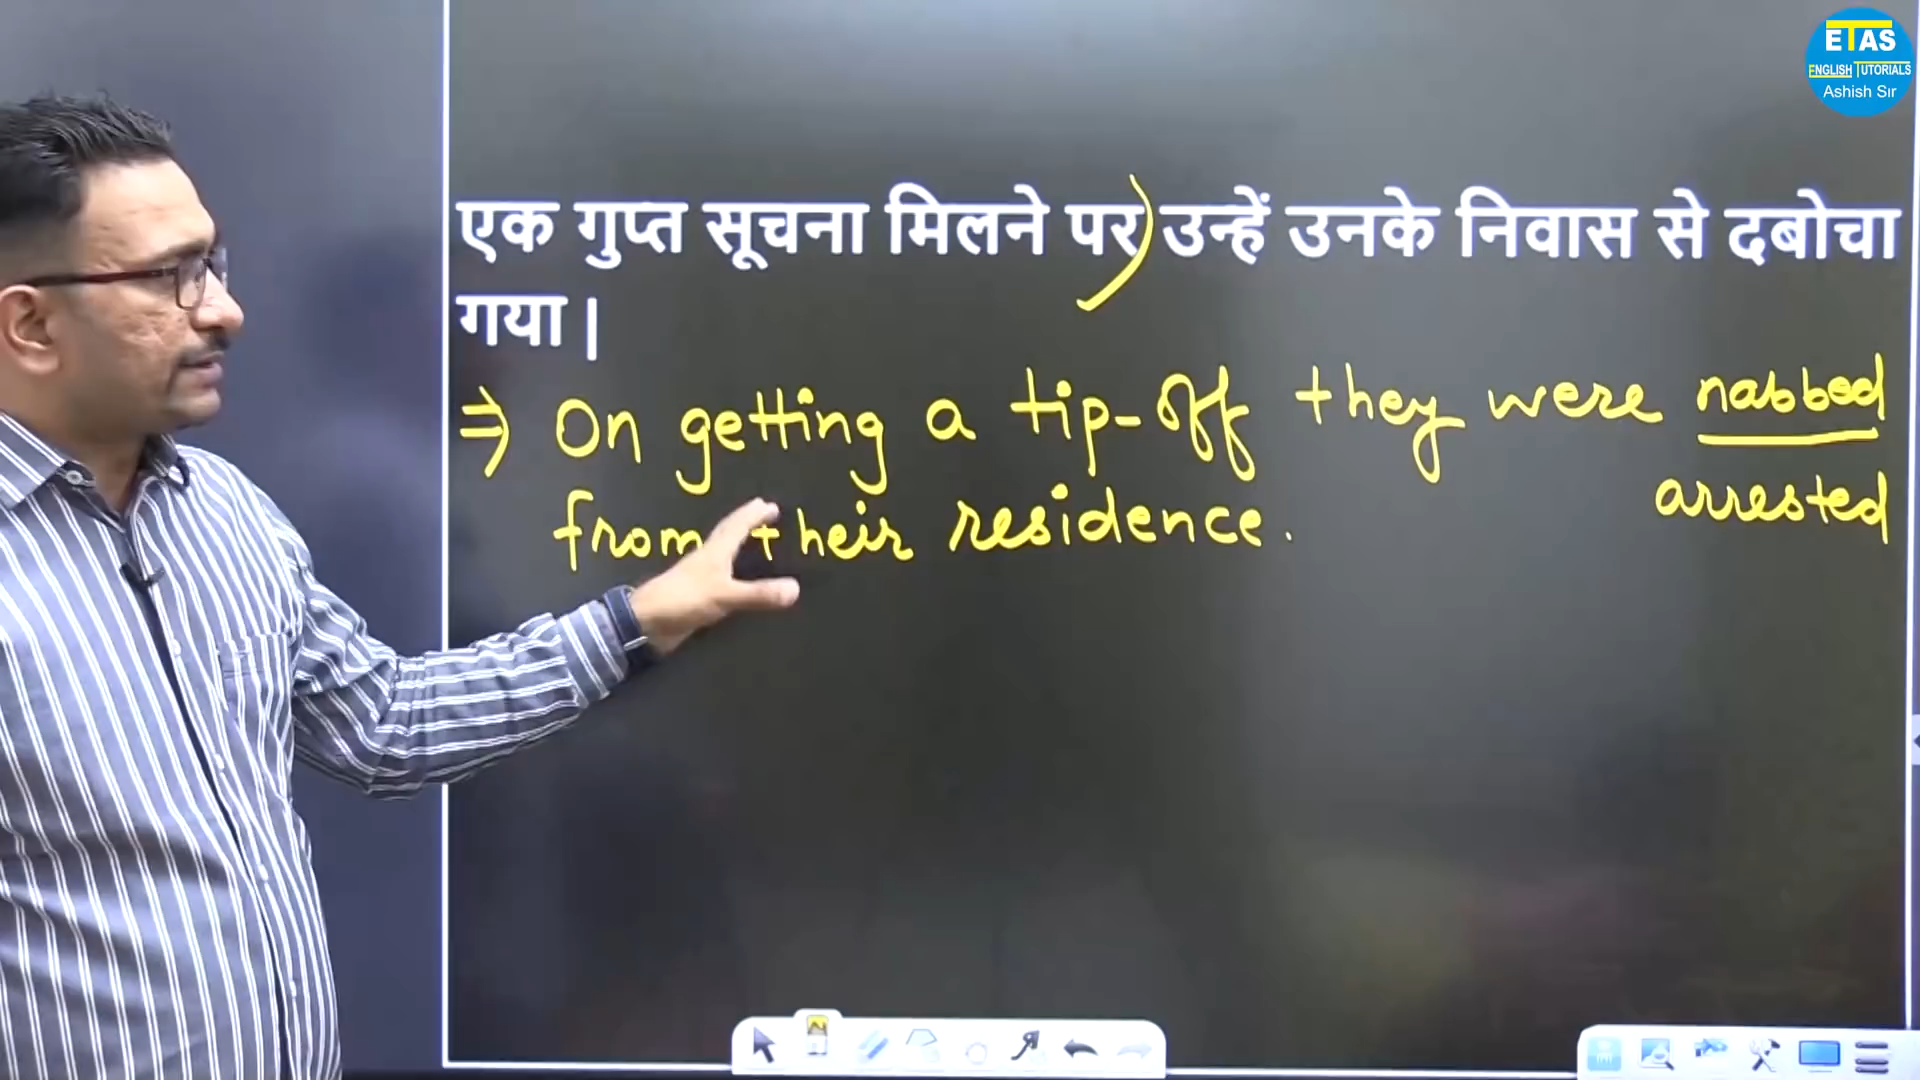 ETAS
ENGLISH TUTORIALS
Ashish Sir
एक गुप्त सूचना मिलने पर) उन्हें उनके निवास से दबोचा
गया |
⇒ On getting a tip-off they were nabbed
arrested
from their residence.